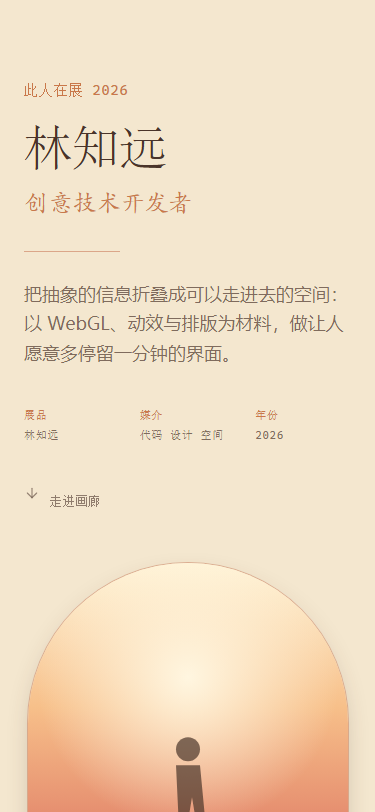 此人在展 2026
林知远
创意技术开发者
把抽象的信息折叠成可以走进去的空间：
以 WebGL、动效与排版为材料，做让人
愿意多停留一分钟的界面。
展品 媒介 年份
林知远 代码 设计 空间 2026
走进画廊